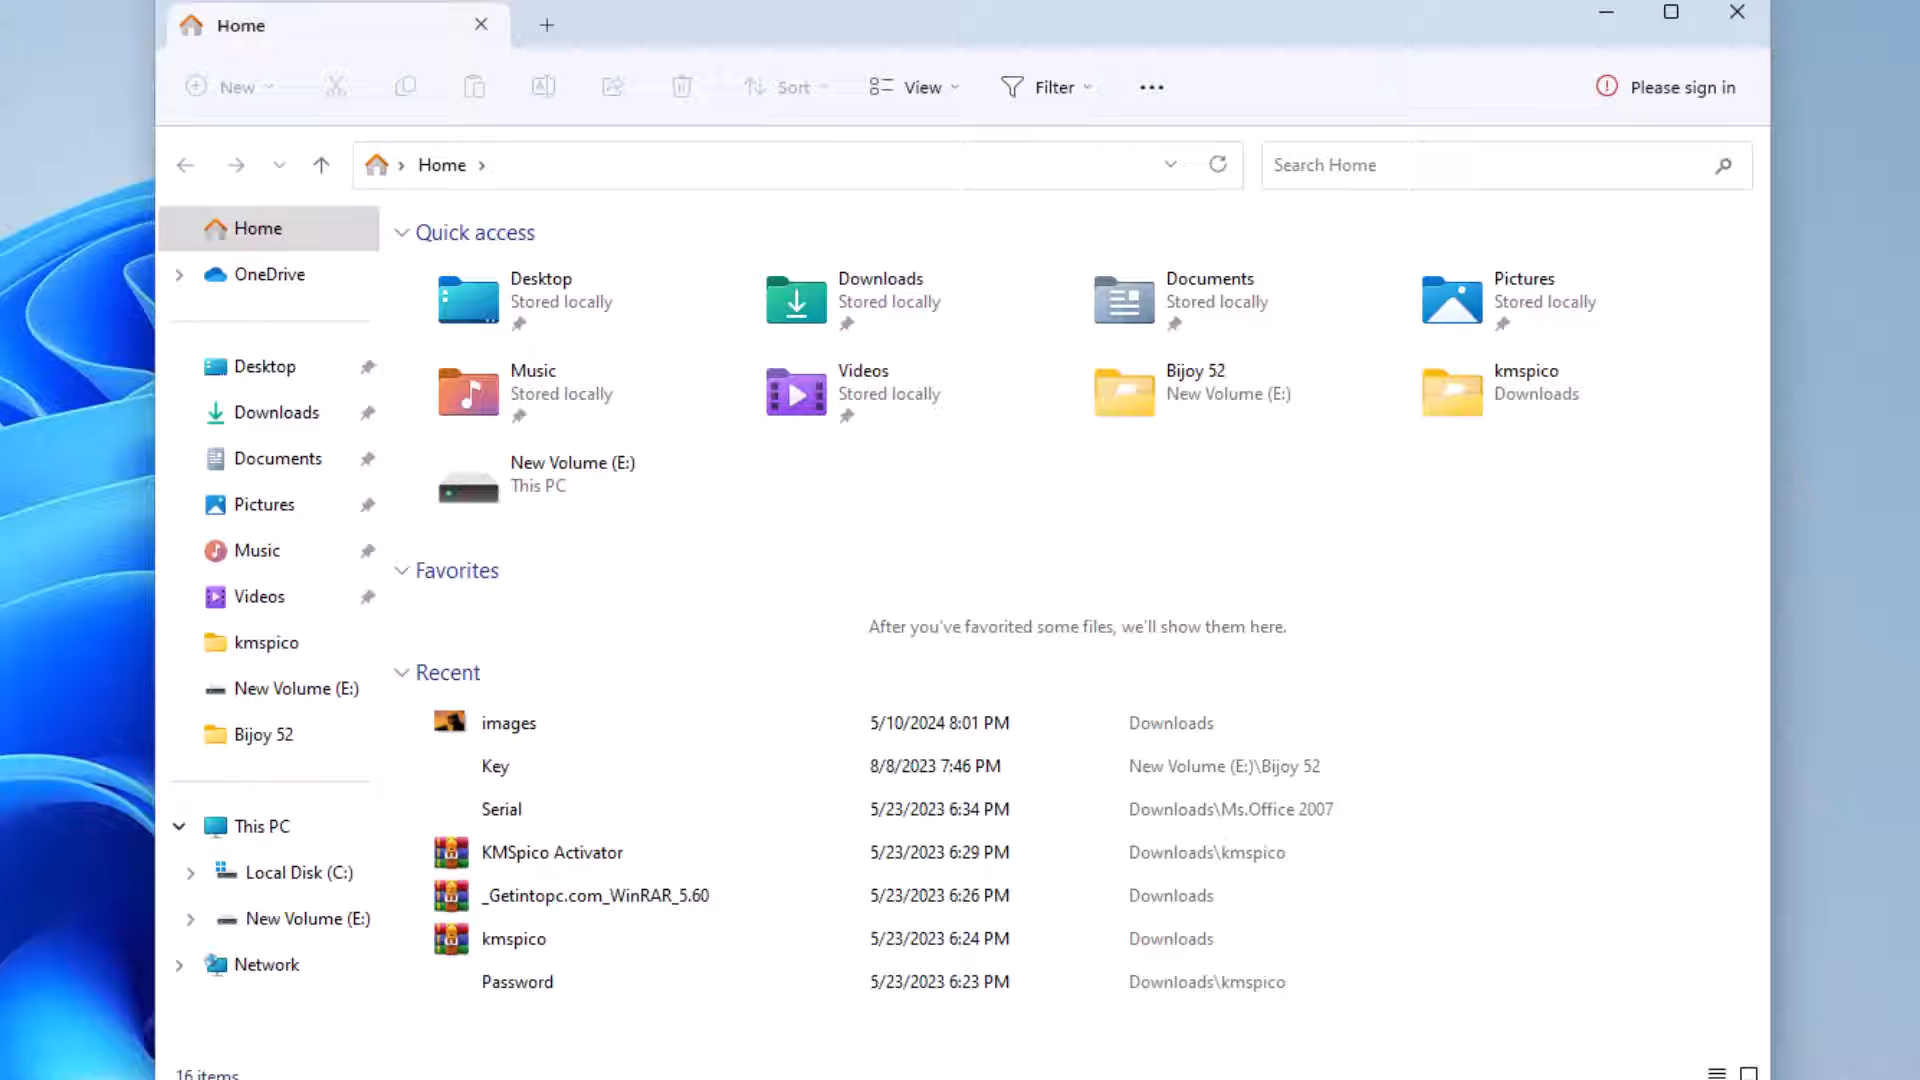 Home
New
Sort
View
Filter
Please sign in
Home
Search Home
Home
OneDrive
Desktop
Downloads
Documents
Pictures
Music
Videos
kmspico
New Volume (E:)
Bijoy 52
This PC
Local Disk (C:)
New Volume (E:)
Network
Quick access
Desktop
Stored locally
Downloads
Stored locally
Documents
Stored locally
Pictures
Stored locally
Music
Stored locally
Videos
Stored locally
Bijoy 52
New Volume (E:)
kmspico
Downloads
New Volume (E:)
This PC
Favorites
After you've favorited some files, we'll show them here.
Recent
images 5/10/2024 8:01 PM Downloads
Key 8/8/2023 7:46 PM New Volume (E:)\Bijoy 52
Serial 5/23/2023 6:34 PM Downloads\Ms.Office 2007
KMSpico Activator 5/23/2023 6:29 PM Downloads\kmspico
_Getintopc.com_WinRAR_5.60 5/23/2023 6:26 PM Downloads
kmspico 5/23/2023 6:24 PM Downloads
Password 5/23/2023 6:23 PM Downloads\kmspico
16 items